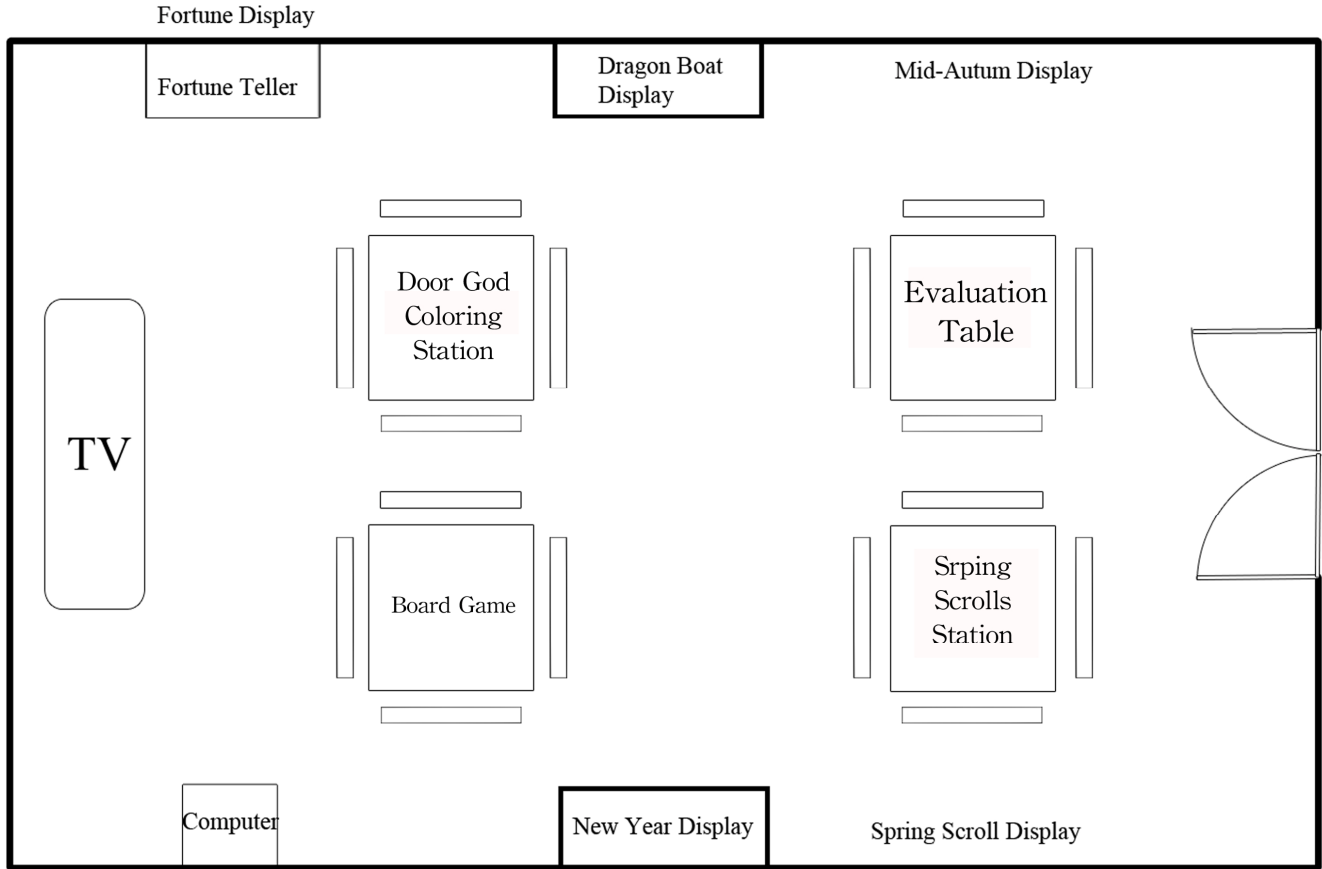 Fortune Display
Fortune Teller
Dragon Boat
Display
Mid-Autum Display
Door God
Coloring
Station
Evaluation
Table
TV
Board Game
Srping
Scrolls
Station
Computer
New Year Display
Spring Scroll Display